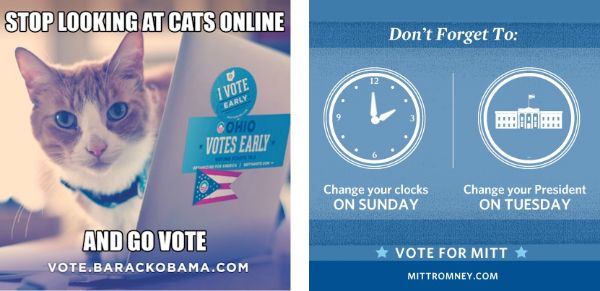 STOP LOOKING AT CATS ONLINE
I VOTE
EARLY
OHIO
VOTES EARLY
AND GO VOTE
VOTE.BARACKOBAMA.COM
Don't Forget To:
12
3
6
9
Change your clocks
ON SUNDAY
Change your President
ON TUESDAY
VOTE FOR MITT
MITTROMNEY.COM